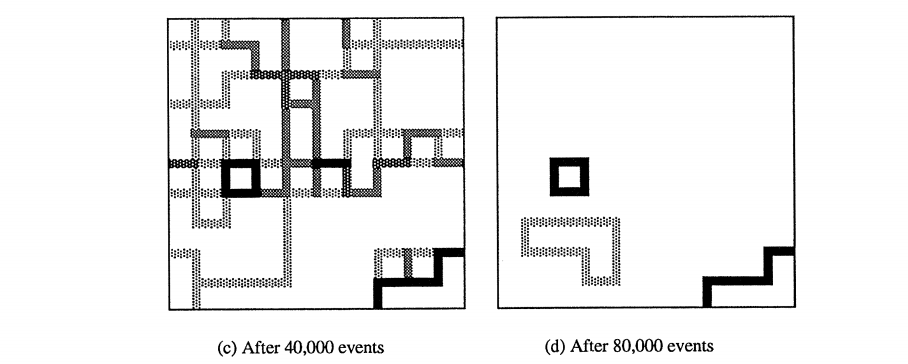 (c) After 40,000 events
(d) After 80,000 events